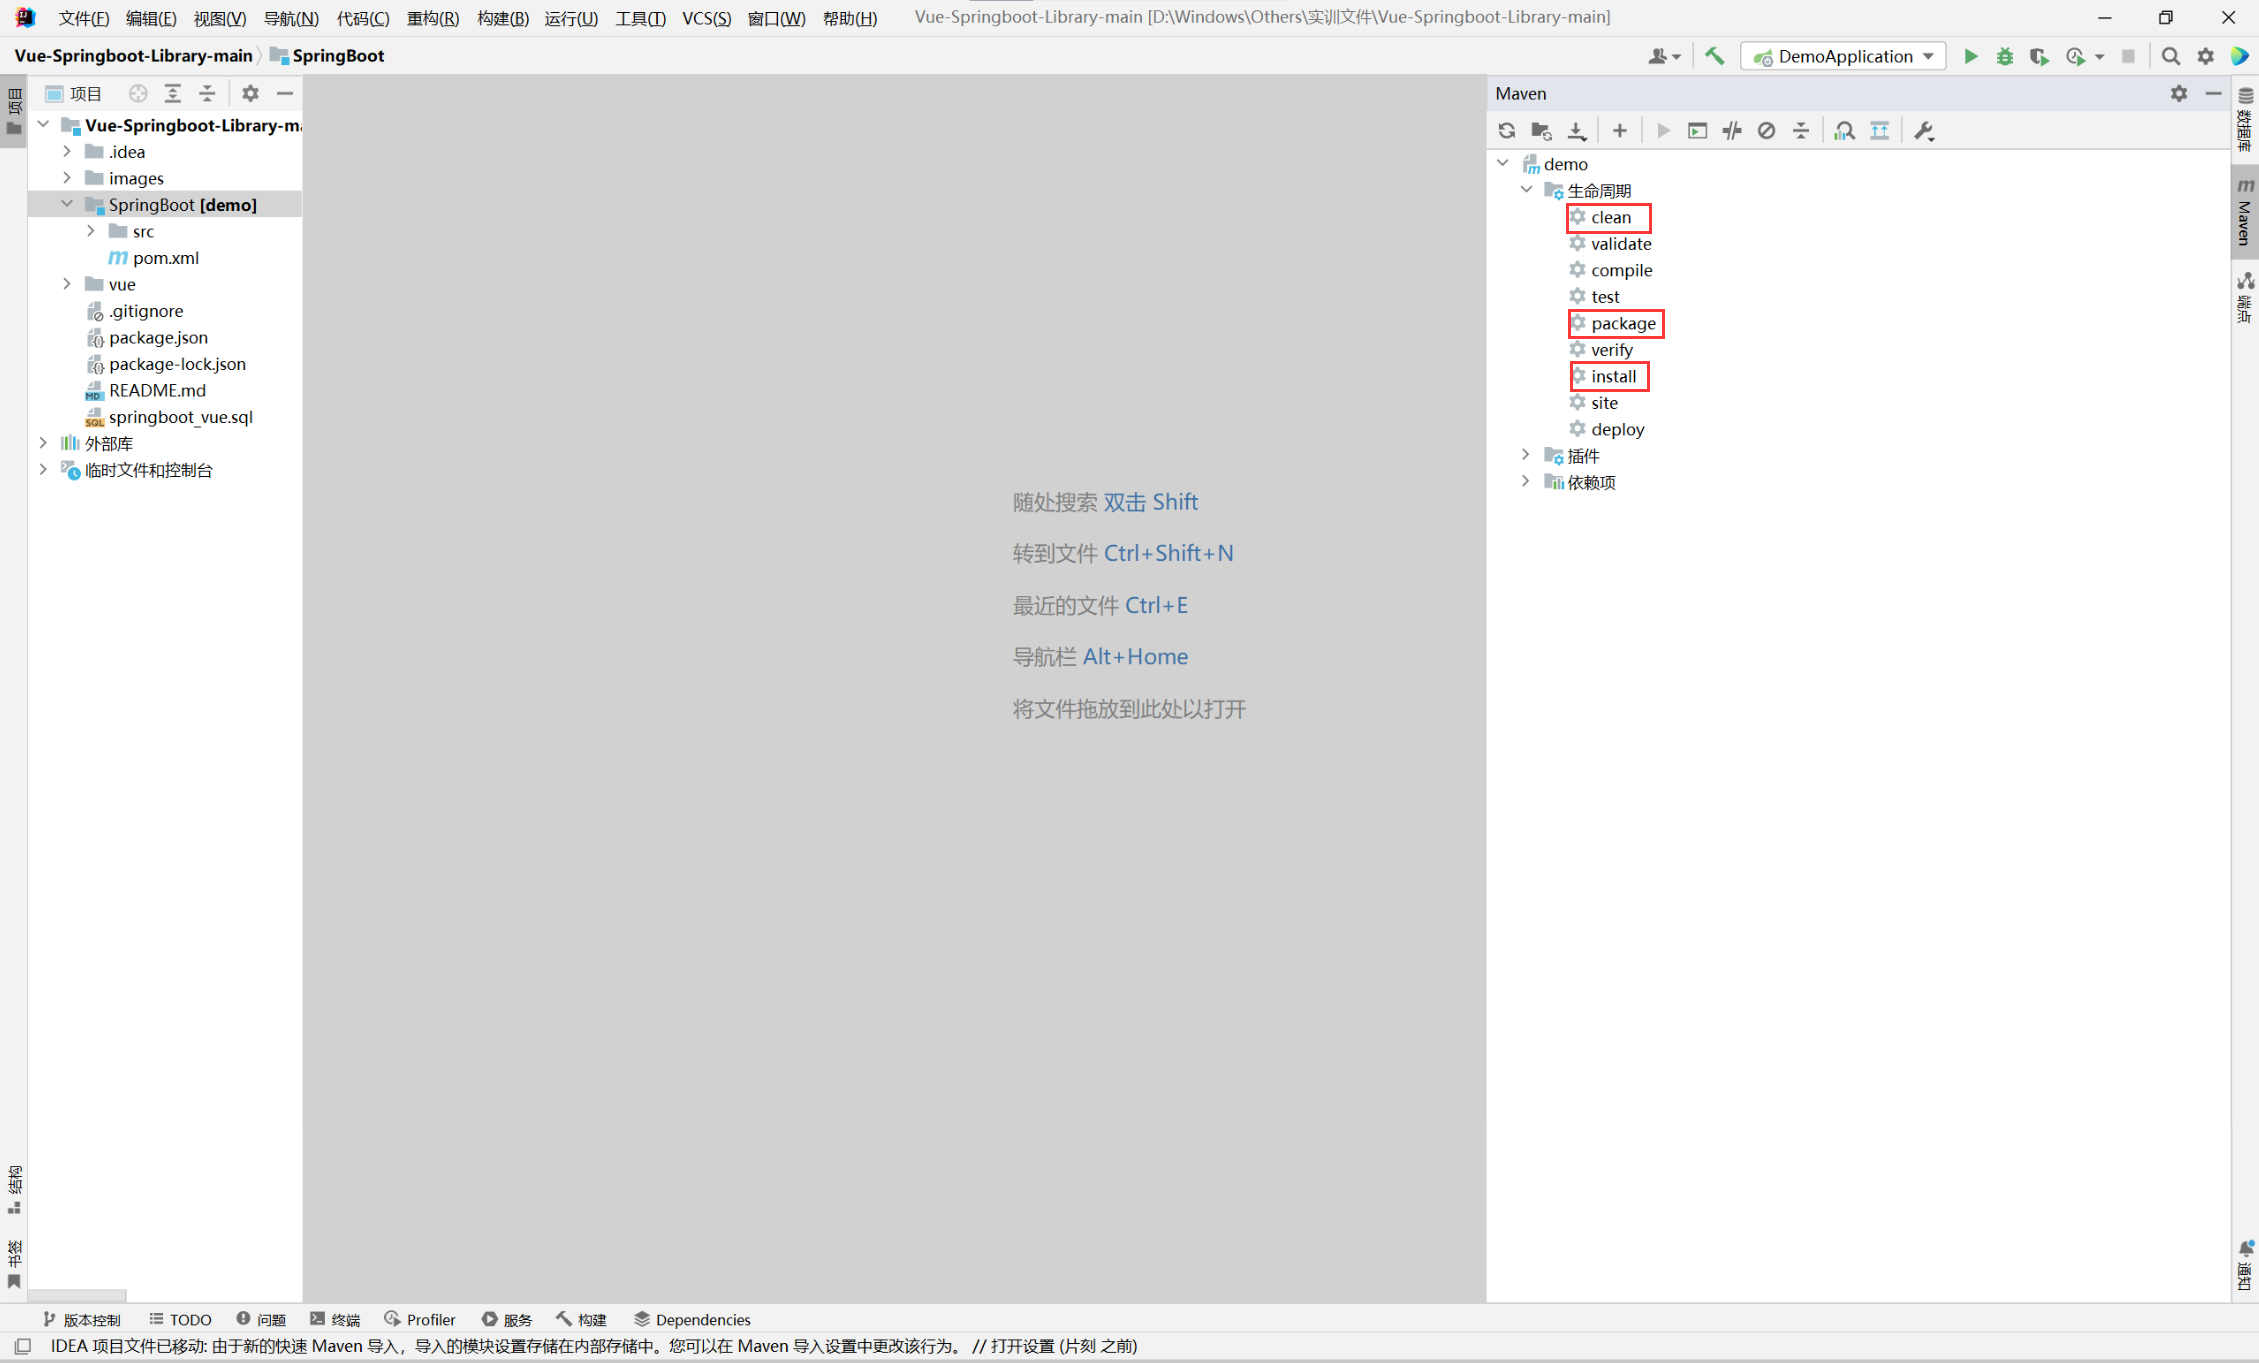 文件(F) 编辑(E) 视图(V) 导航(N) 代码(C) 重构(R) 构建(B) 运行(U) 工具(T) VCS(S) 窗口(W) 帮助(H) Vue-Springboot-Library-main [D:\Windows\Others\实训文件\Vue-Springboot-Library-main]
Vue-Springboot-Library-main SpringBoot
DemoApplication
项目
项目
Vue-Springboot-Library-ma
.idea
images
SpringBoot [demo]
src
pom.xml
vue
.gitignore
package.json
package-lock.json
README.md
springboot_vue.sql
外部库
临时文件和控制台
随处搜索 双击 Shift
转到文件 Ctrl+Shift+N
最近的文件 Ctrl+E
导航栏 Alt+Home
将文件拖放到此处以打开
Maven
demo
生命周期
clean
validate
compile
test
package
verify
install
site
deploy
插件
依赖项
数据库
Maven
端点
通知
结构
书签
版本控制 TODO 问题 终端 Profiler 服务 构建 Dependencies
IDEA 项目文件已移动: 由于新的快速 Maven 导入，导入的模块设置存储在内部存储中。您可以在 Maven 导入设置中更改该行为。 // 打开设置 (片刻 之前)